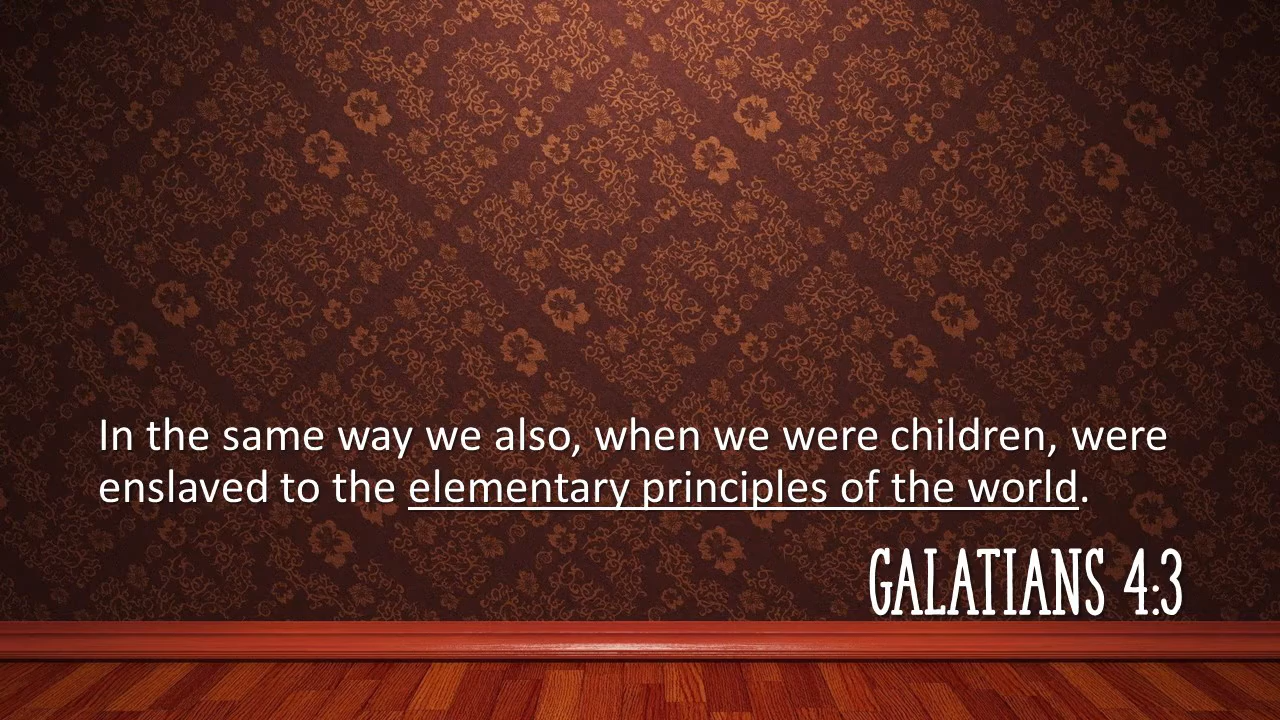 In the same way we also, when we were children, were
enslaved to the elementary principles of the world.
GALATIANS 4:3